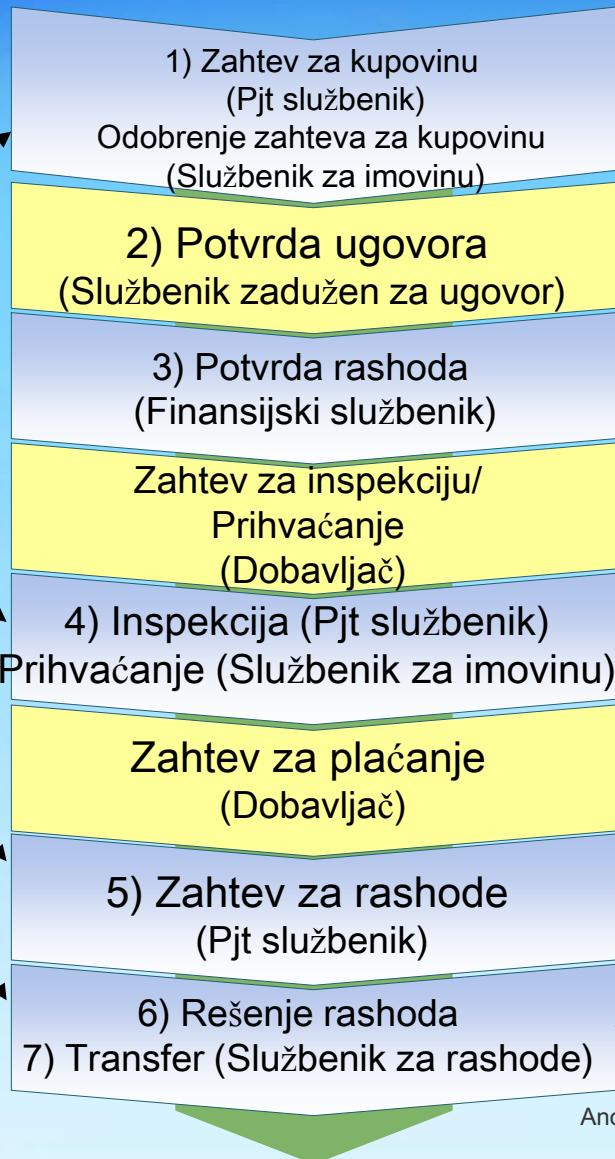 1) Zahtev za kupovinu
(Pjt službenik)
Odobrenje zahteva za kupovinu
(Službenik za imovinu)
2) Potvrda ugovora
(Službenik zadužen za ugovor)
3) Potvrda rashoda
(Finansijski službenik)
Zahtev za inspekciju/
Prihvaćanje
(Dobavljač)
4) Inspekcija (Pjt službenik)
Prihvaćanje (Službenik za imovinu)
Zahtev za plaćanje
(Dobavljač)
5) Zahtev za rashode
(Pjt službenik)
6) Rešenje rashoda
7) Transfer (Službenik za rashode)